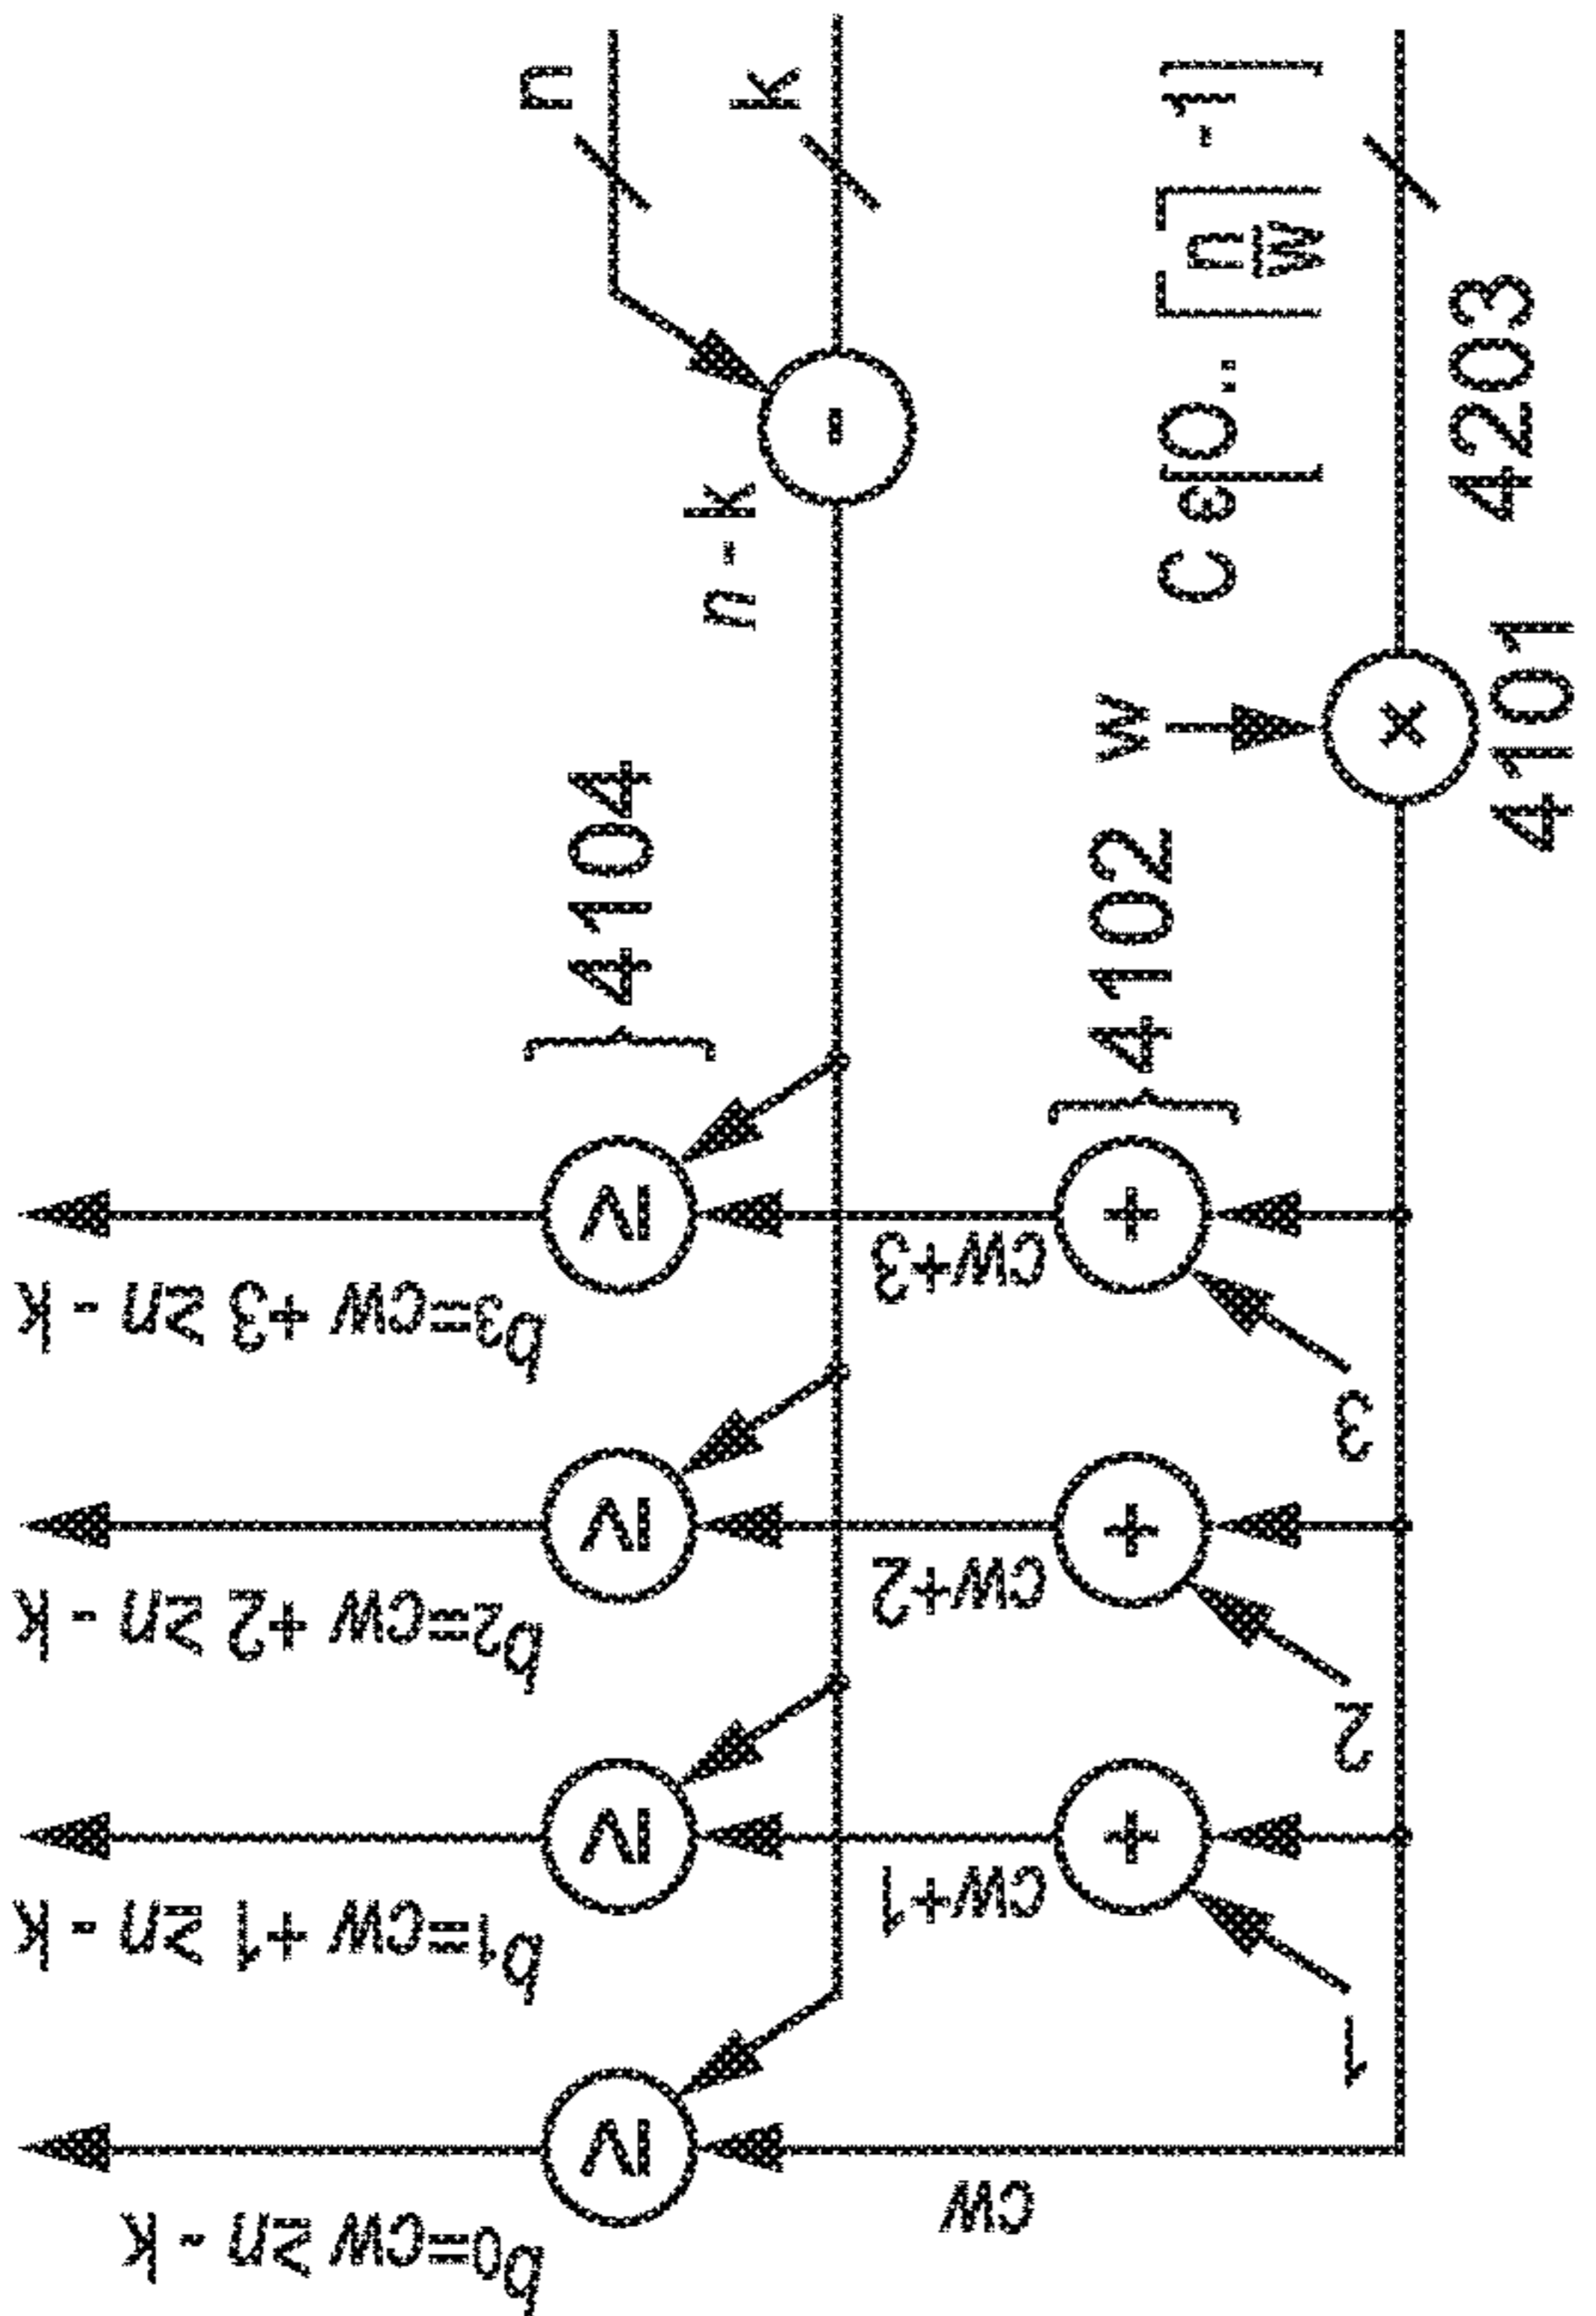 n
k
n - k
-
C ε[0.. ⌈n/w⌉ -1]
4203
w
×
4101
4104
4102
≥
≥
≥
≥
+
+
+
b3=cw +3 ≥n - k
b2=cw +2 ≥n - k
b1=cw +1 ≥n - k
b0=cw ≥n - k
cw+3
cw+2
cw+1
cw
3
2
1